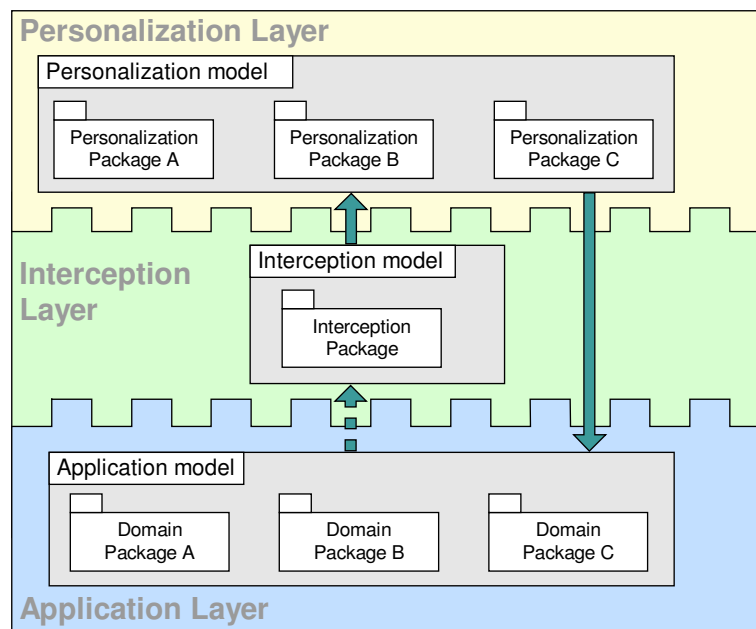 Personalization Layer
Personalization model
Personalization
Package A
Personalization
Package B
Personalization
Package C
Interception
Layer
Interception model
Interception
Package
Application model
Domain
Package A
Domain
Package B
Domain
Package C
Application Layer